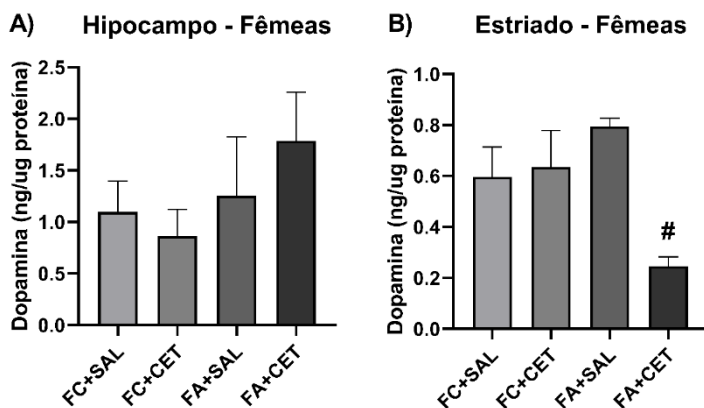 A) Hipocampo - Fêmeas
Dopamina (ng/ug proteína)
2.5
2.0
1.5
1.0
0.5
0.0
FC+SAL
FC+CET
FA+SAL
FA+CET
B) Estriado - Fêmeas
Dopamina (ng/ug proteína)
1.0
0.8
0.6
0.4
0.2
0.0
#
FC+SAL
FC+CET
FA+SAL
FA+CET